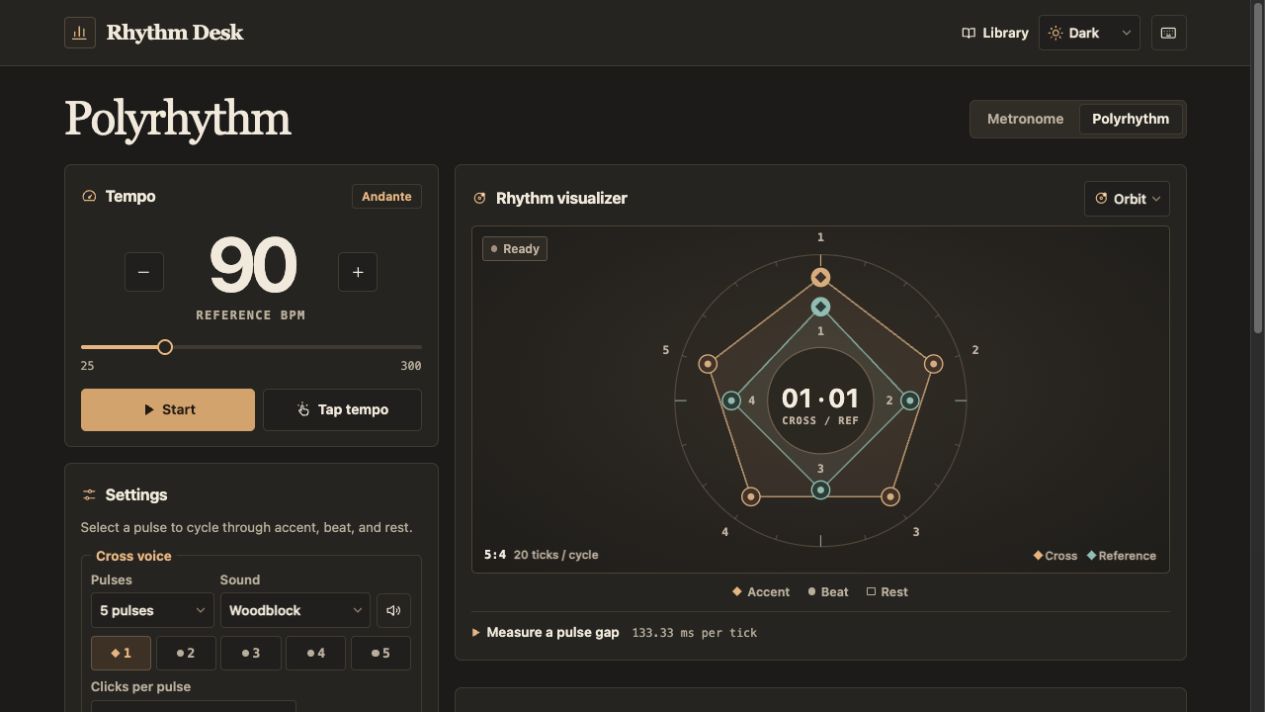 Rhythm Desk
Library
Dark
Polyrhythm
Metronome
Polyrhythm
Tempo
Andante
90
REFERENCE BPM
25
300
Start
Tap tempo
Settings
Select a pulse to cycle through accent, beat, and rest.
Cross voice
Pulses
Sound
5 pulses
Woodblock
1
2
3
4
5
Clicks per pulse
Rhythm visualizer
Orbit
Ready
1
1
5
2
4
01·01
2
CROSS / REF
3
4
3
5:4 20 ticks / cycle
Cross
Reference
Accent
Beat
Rest
Measure a pulse gap 133.33 ms per tick